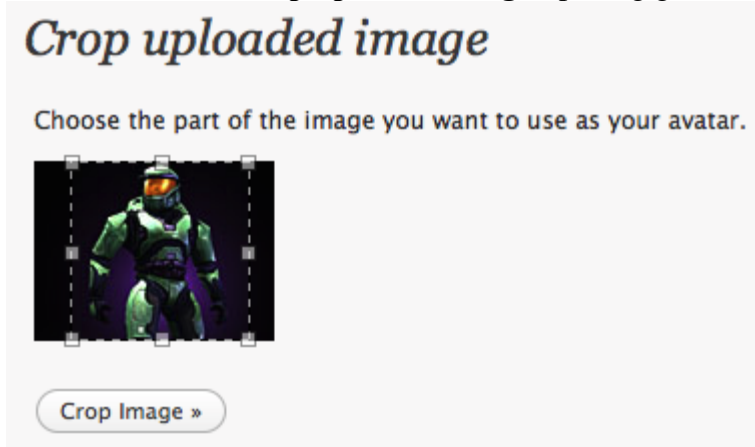 Crop uploaded image
Choose the part of the image you want to use as your avatar.
Crop Image »